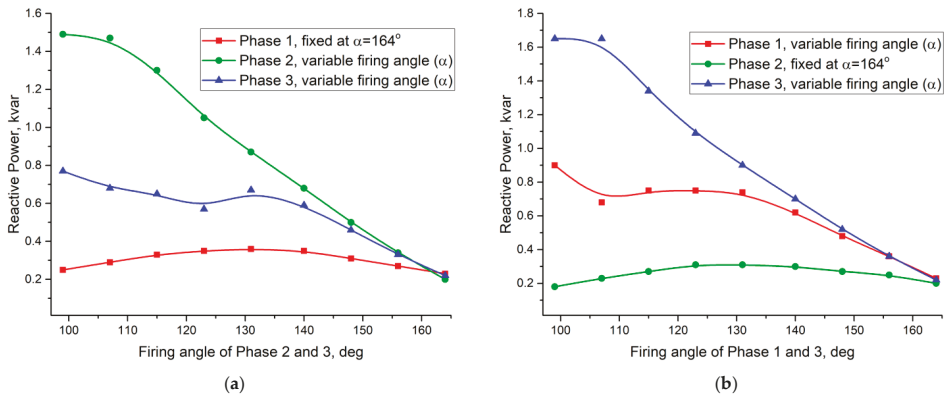 1.6
1.4
1.2
1.0
0.8
0.6
0.4
0.2
Reactive Power, kvar
Phase 1, fixed at α=164°
Phase 2, variable firing angle (α)
Phase 3, variable firing angle (α)
100 110 120 130 140 150 160
Firing angle of Phase 2 and 3, deg
(a)
1.8
1.6
1.4
1.2
1.0
0.8
0.6
0.4
0.2
Reactive Power, kvar
Phase 1, variable firing angle (α)
Phase 2, fixed at α=164°
Phase 3, variable firing angle (α)
100 110 120 130 140 150 160
Firing angle of Phase 1 and 3, deg
(b)